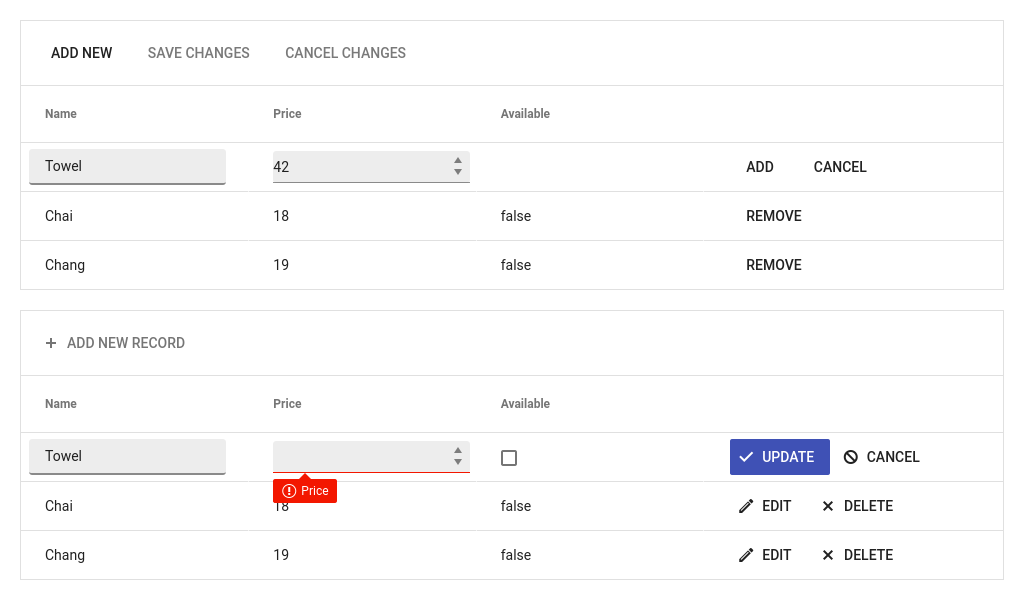 ADD NEW SAVE CHANGES CANCEL CHANGES
Name Price Available
Towel 42 ADD CANCEL
Chai 18 false REMOVE
Chang 19 false REMOVE
+ ADD NEW RECORD
Name Price Available
Towel UPDATE CANCEL
Price
Chai 18 false EDIT DELETE
Chang 19 false EDIT DELETE